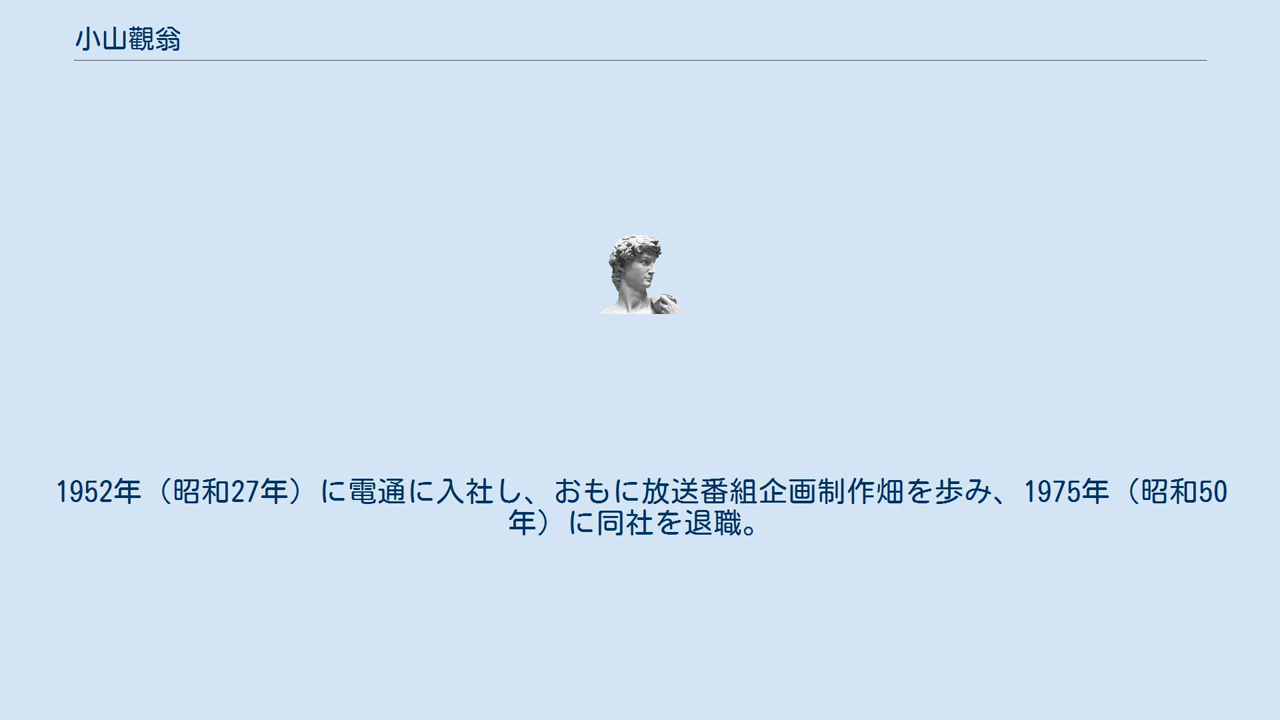 小山觀翁
1952年（昭和27年）に電通に入社し、おもに放送番組企画制作畑を歩み、1975年（昭和50
年）に同社を退職。